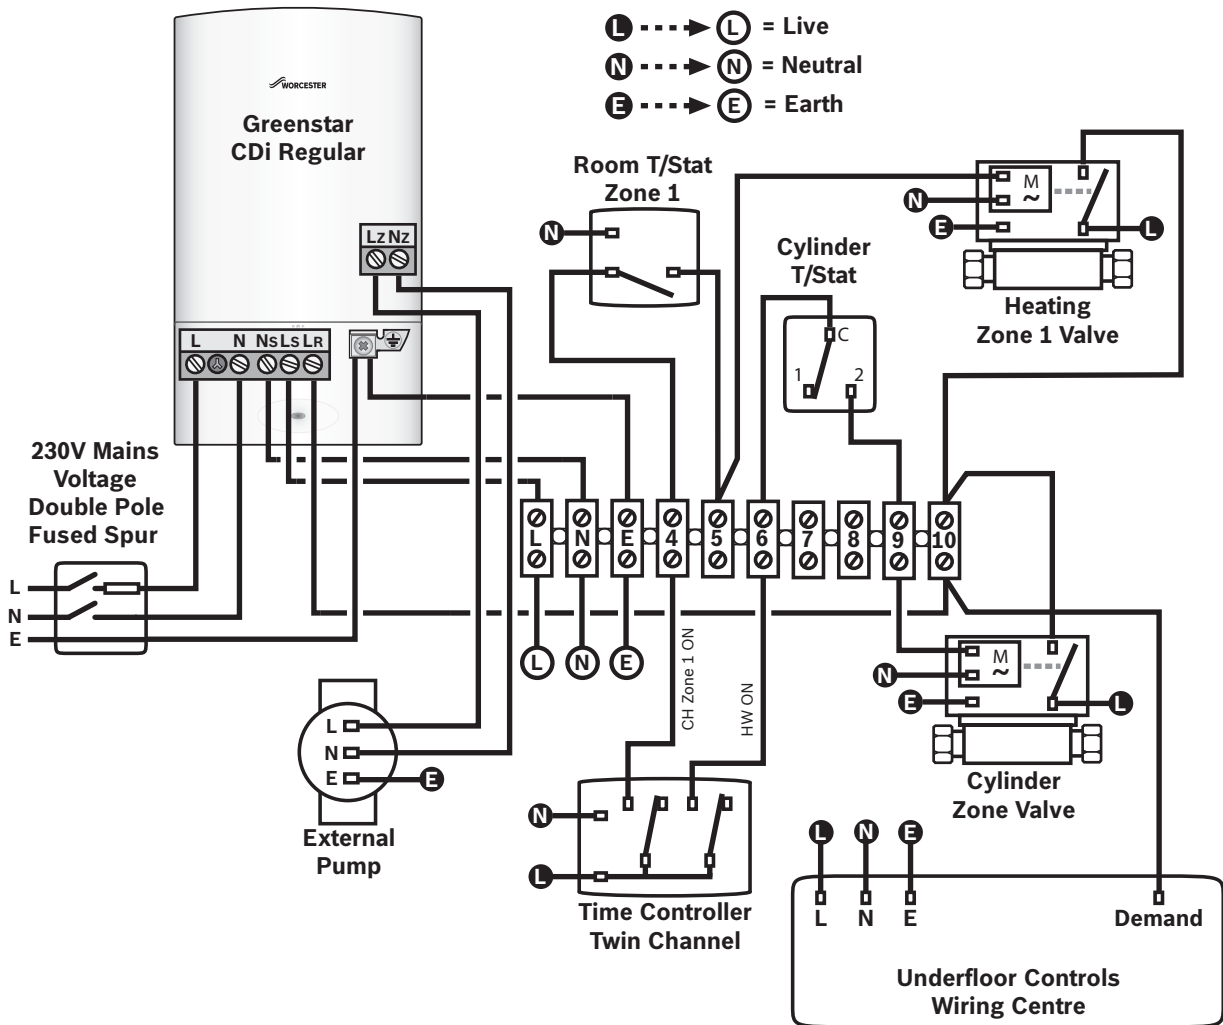 L L = Live
N N = Neutral
E E = Earth
WORCESTER
Greenstar
CDi Regular
LZ NZ
L N NS LS LR
Room T/Stat
Zone 1
N
Cylinder
T/Stat
C
1 2
M
~
N
E
L
Heating
Zone 1 Valve
230V Mains
Voltage
Double Pole
Fused Spur
L
N
E
L N E 4 5 6 7 8 9 10
L N E
CH Zone 1 ON
HW ON
M
~
N
E
L
Cylinder
Zone Valve
L
N
E E
External
Pump
N
L
Time Controller
Twin Channel
L N E
L N E Demand
Underfloor Controls
Wiring Centre